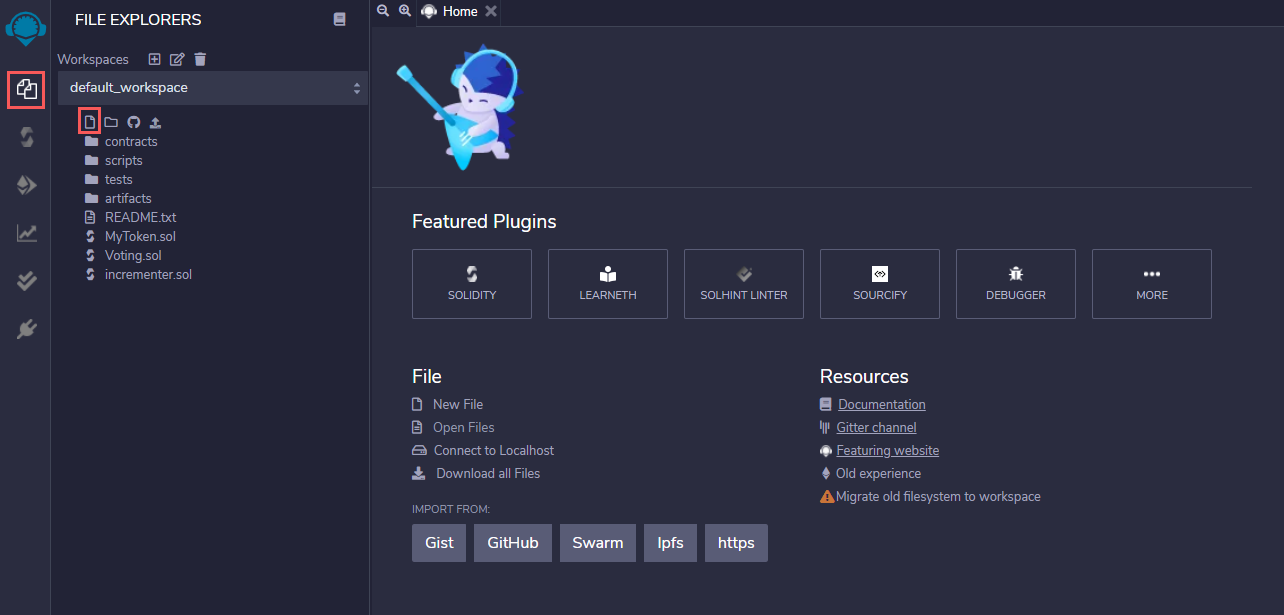 FILE EXPLORERS
Workspaces
default_workspace
contracts
scripts
tests
artifacts
README.txt
MyToken.sol
Voting.sol
incrementer.sol
Home
Featured Plugins
SOLIDITY
LEARNETH
SOLHINT LINTER
SOURCIFY
DEBUGGER
MORE
File
New File
Open Files
Connect to Localhost
Download all Files
IMPORT FROM:
Gist
GitHub
Swarm
Ipfs
https
Resources
Documentation
Gitter channel
Featuring website
Old experience
Migrate old filesystem to workspace